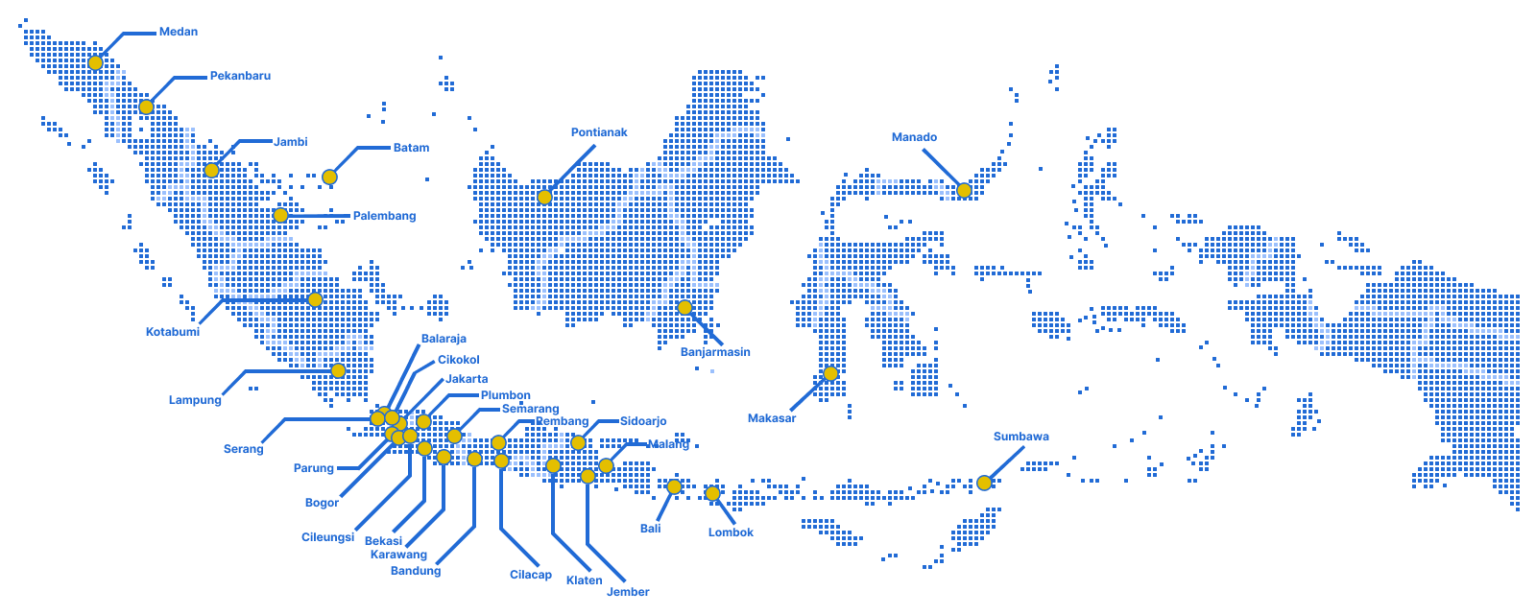 Medan
Pekanbaru
Jambi
Batam
Palembang
Pontianak
Manado
Kotabumi
Balaraja
Cikokol
Jakarta
Plumbon
Semarang
Rembang
Sidoarjo
Malang
Banjarmasin
Makasar
Lampung
Serang
Parung
Bogor
Cileungsi
Bekasi
Karawang
Bandung
Cilacap
Klaten
Jember
Bali
Lombok
Sumbawa